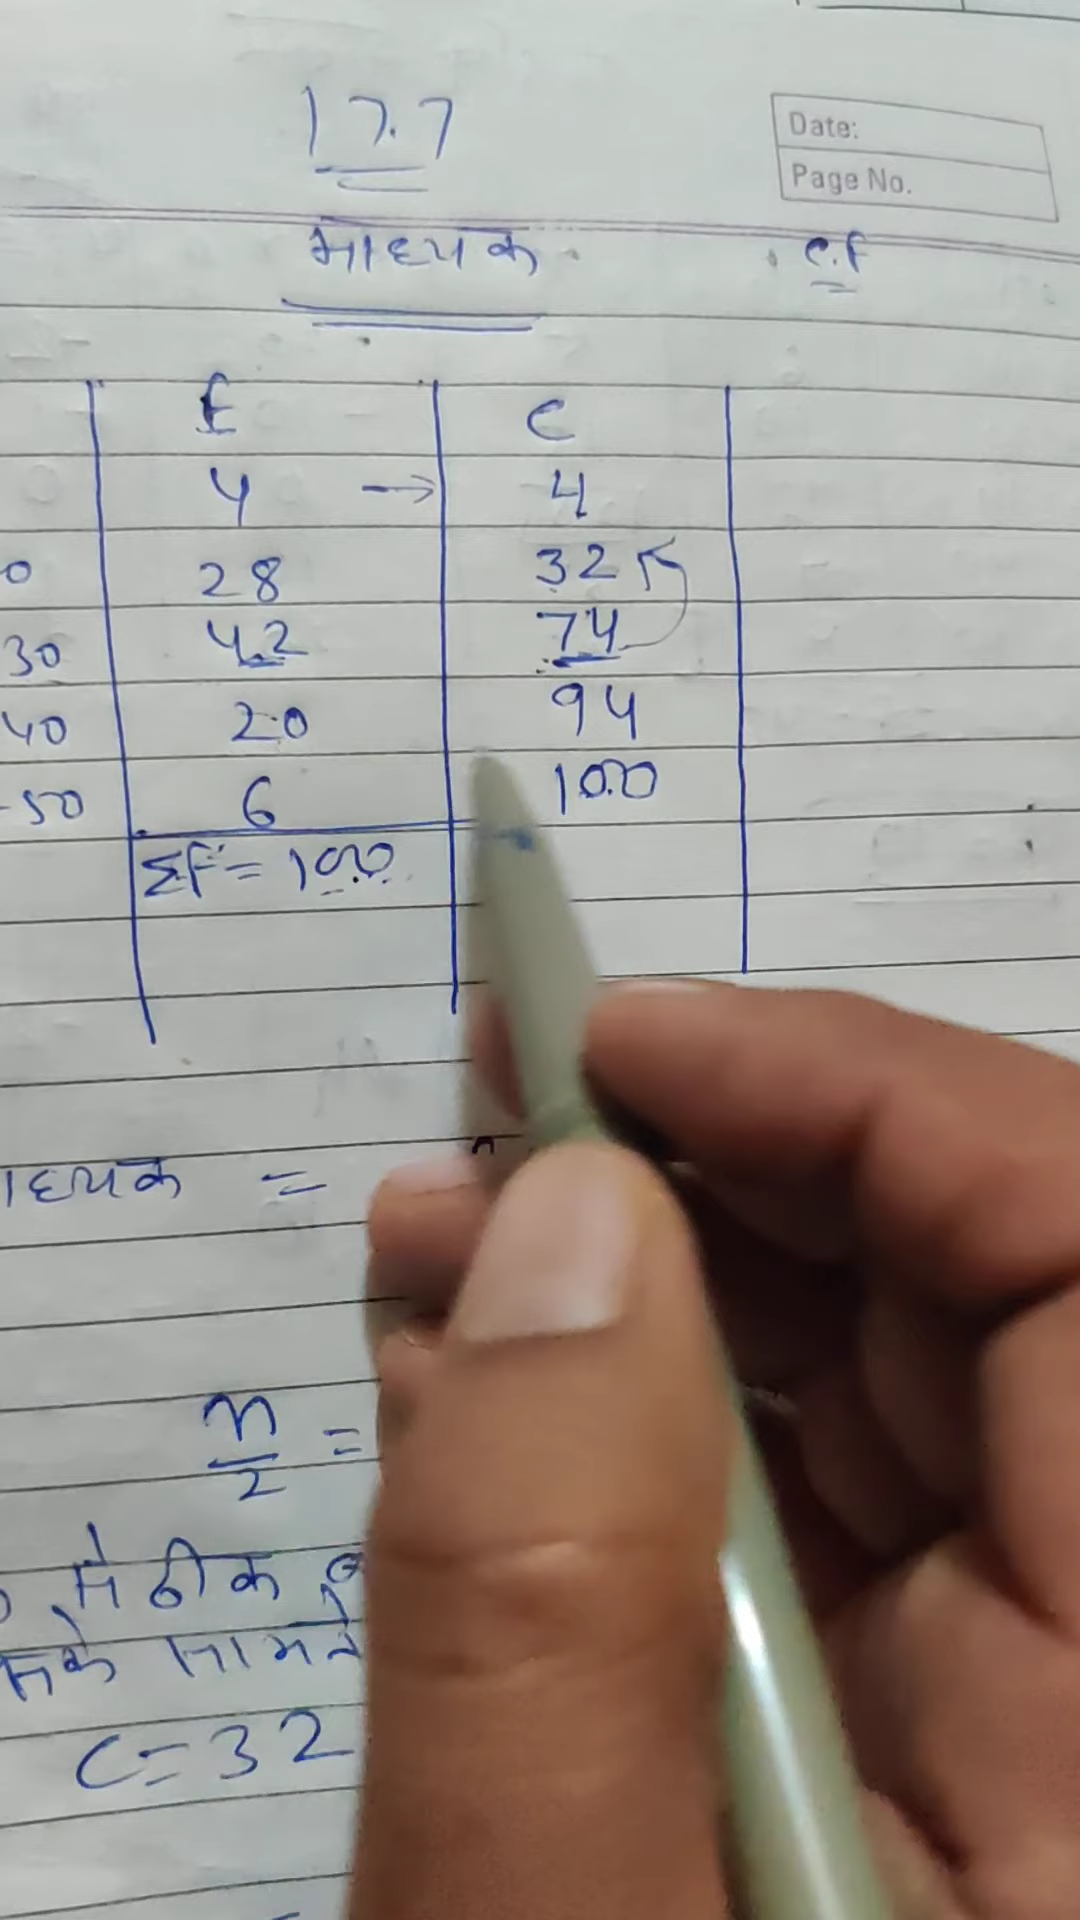 17.7
Date:
Page No.
माध्यक
c.f
f C
4 → 4
0 28 32
30 42 74
40 20 94
-50 6 100
Σf = 100
ाध्यक =
n/2 =
से ठीक
सके सामने
C = 32